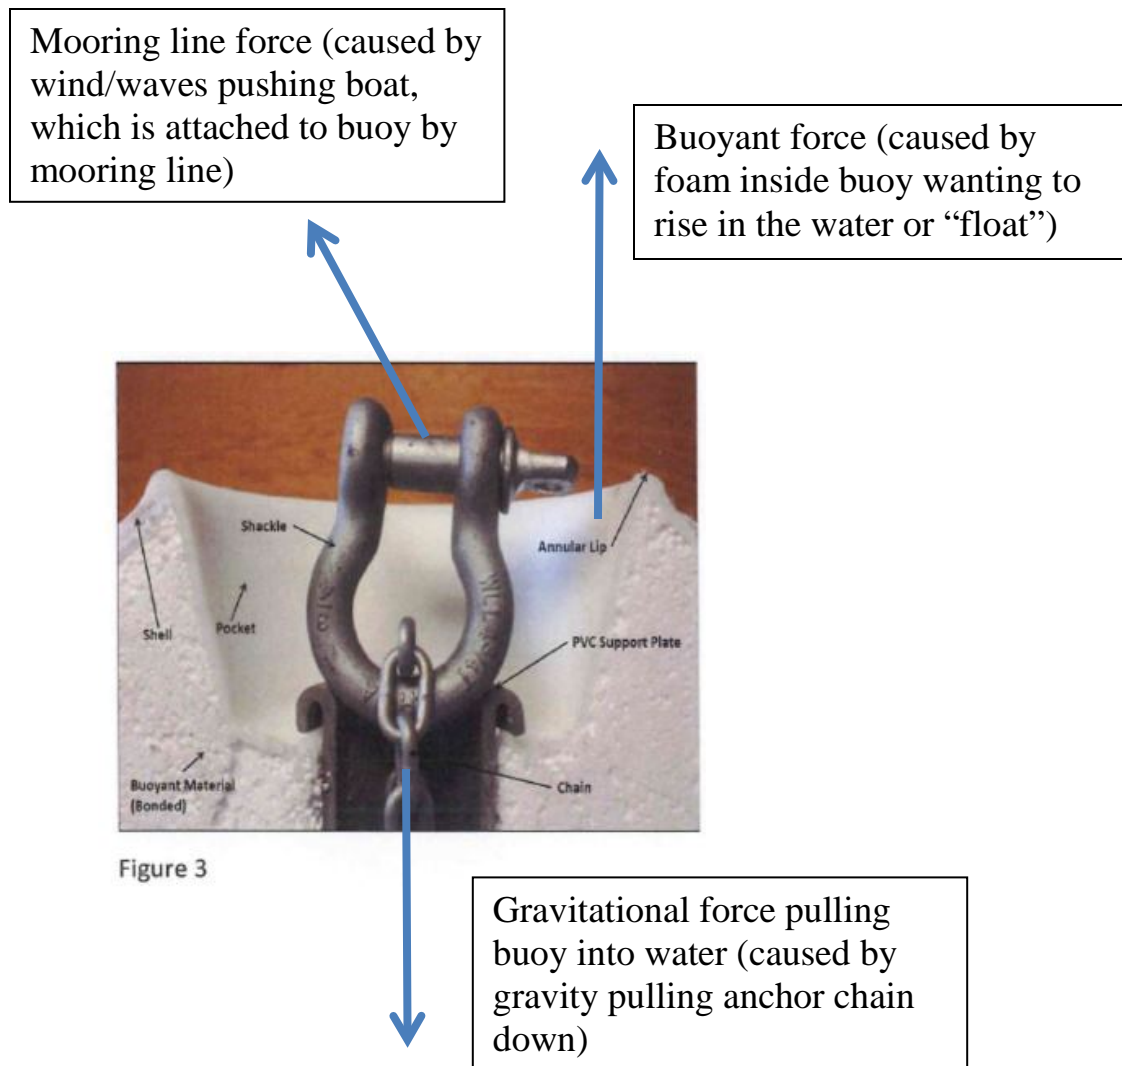 Mooring line force (caused by
wind/waves pushing boat,
which is attached to buoy by
mooring line)
Buoyant force (caused by
foam inside buoy wanting to
rise in the water or “float”)
Shackle
Annular Lip
Pocket
Shell
PVC Support Plate
Buoyant Material
(Bonded)
Chain
Figure 3
Gravitational force pulling
buoy into water (caused by
gravity pulling anchor chain
down)